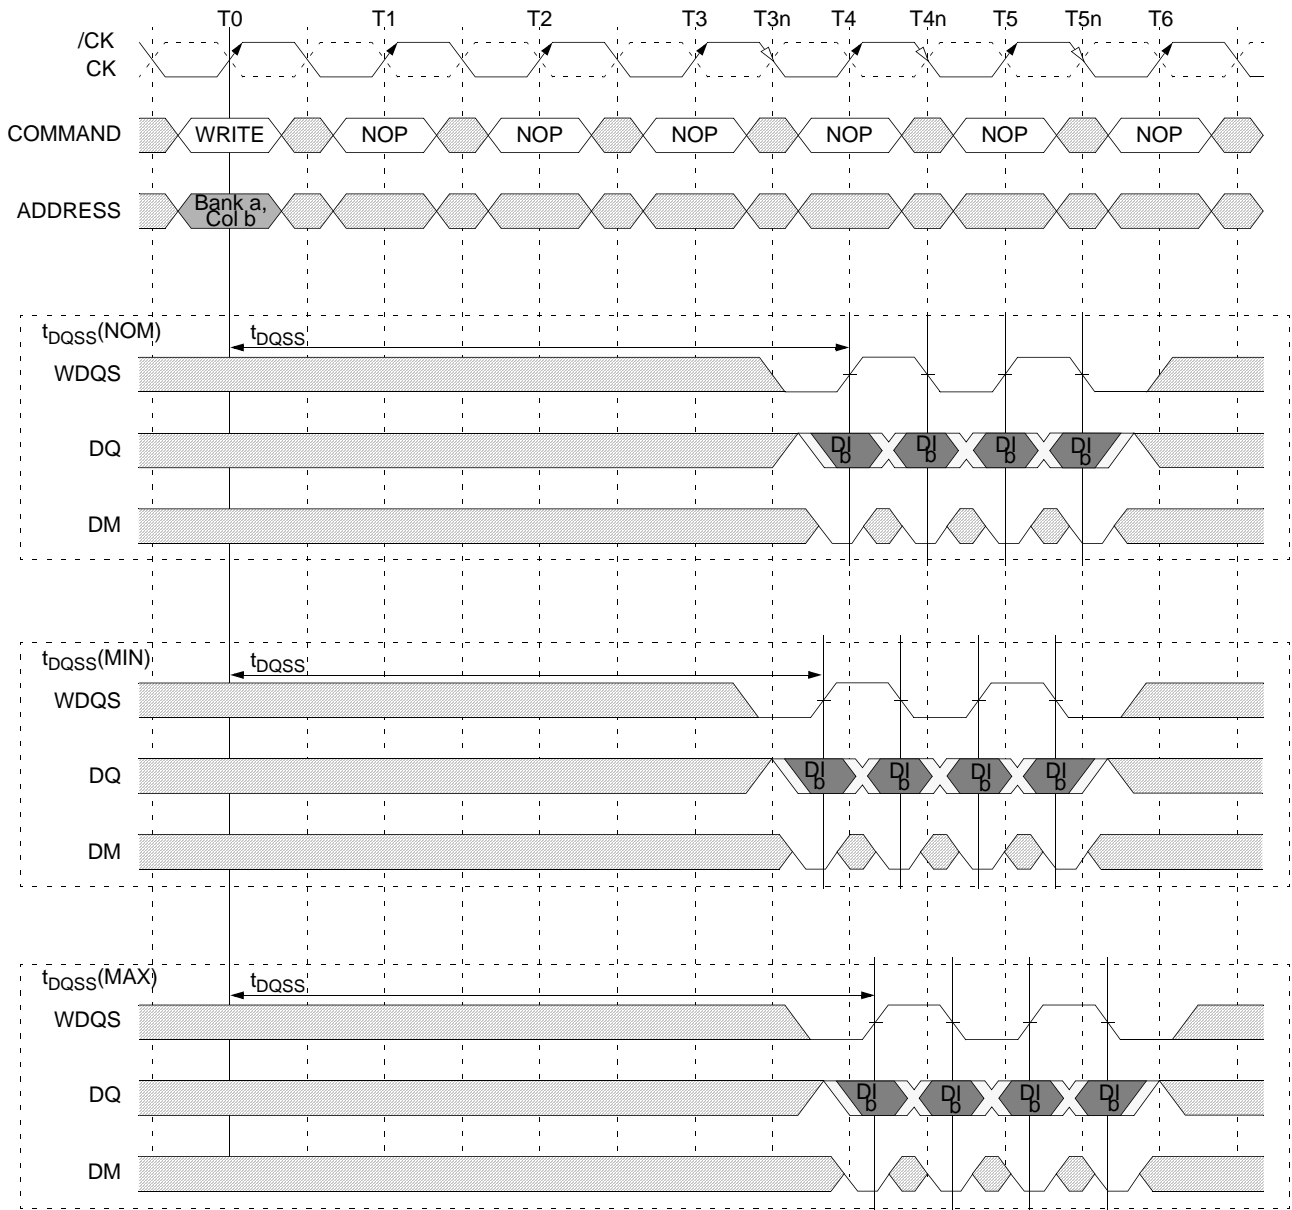 T0 T1 T2 T3 T3n T4 T4n T5 T5n T6
/CK
CK
COMMAND WRITE NOP NOP NOP NOP NOP NOP
ADDRESS Bank a,
Col b
tDQSS(NOM) tDQSS
WDQS
DQ DI b DI b DI b DI b
DM
tDQSS(MIN) tDQSS
WDQS
DQ DI b DI b DI b DI b
DM
tDQSS(MAX) tDQSS
WDQS
DQ DI b DI b DI b DI b
DM